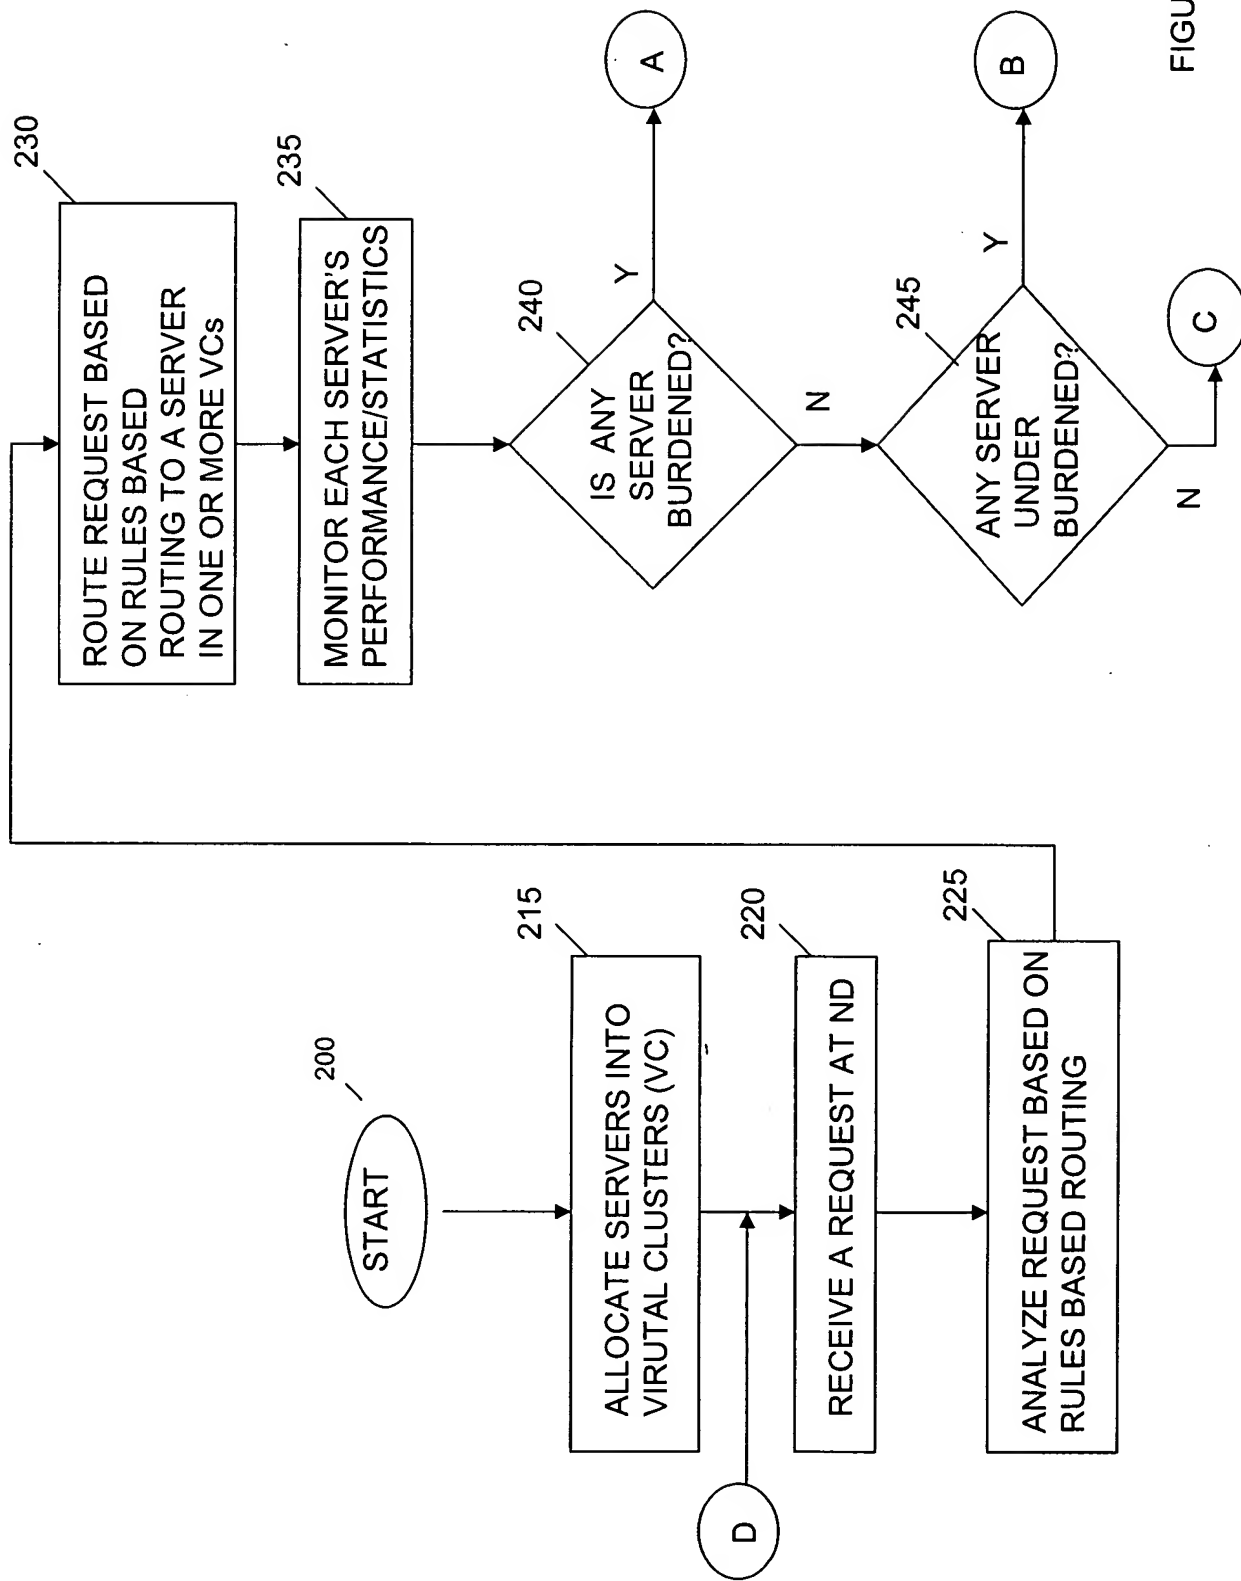 200
START
215
ALLOCATE SERVERS INTO
VIRUTAL CLUSTERS (VC)
D
220
RECEIVE A REQUEST AT ND
225
ANALYZE REQUEST BASED ON
RULES BASED ROUTING
230
ROUTE REQUEST BASED
ON RULES BASED
ROUTING TO A SERVER
IN ONE OR MORE VCs
235
MONITOR EACH SERVER'S
PERFORMANCE/STATISTICS
240
IS ANY
SERVER
BURDENED?
Y
A
N
245
ANY SERVER
UNDER
BURDENED?
Y
B
N
C